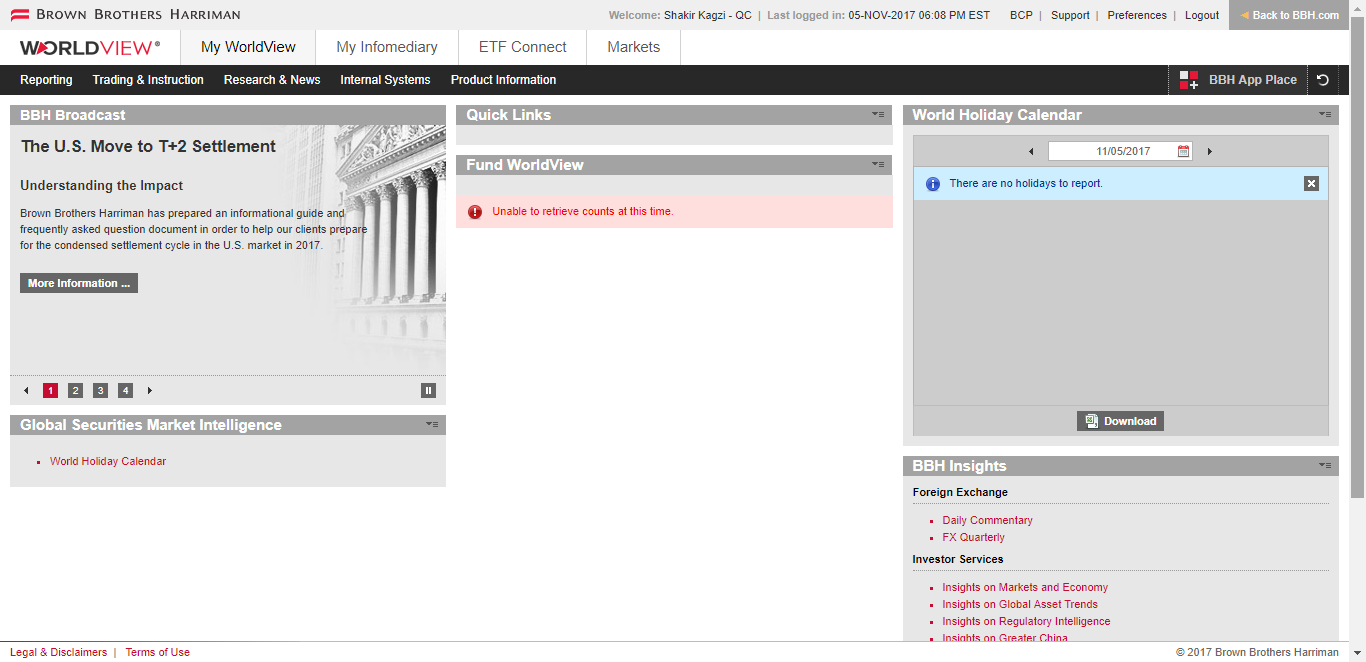 BROWN BROTHERS HARRIMAN
Welcome: Shakir Kagzi - QC | Last logged in: 05-NOV-2017 06:08 PM EST BCP | Support | Preferences | Logout
Back to BBH.com
WORLDVIEW®
My WorldView
My Infomediary
ETF Connect
Markets
Reporting
Trading & Instruction
Research & News
Internal Systems
Product Information
BBH App Place
BBH Broadcast
The U.S. Move to T+2 Settlement
Understanding the Impact
Brown Brothers Harriman has prepared an informational guide and
frequently asked question document in order to help our clients prepare
for the condensed settlement cycle in the U.S. market in 2017.
More Information ...
1 2 3 4
Global Securities Market Intelligence
World Holiday Calendar
Quick Links
Fund WorldView
Unable to retrieve counts at this time.
World Holiday Calendar
11/05/2017
There are no holidays to report.
Download
BBH Insights
Foreign Exchange
Daily Commentary
FX Quarterly
Investor Services
Insights on Markets and Economy
Insights on Global Asset Trends
Insights on Regulatory Intelligence
Insights on Greater China
Legal & Disclaimers | Terms of Use
© 2017 Brown Brothers Harriman